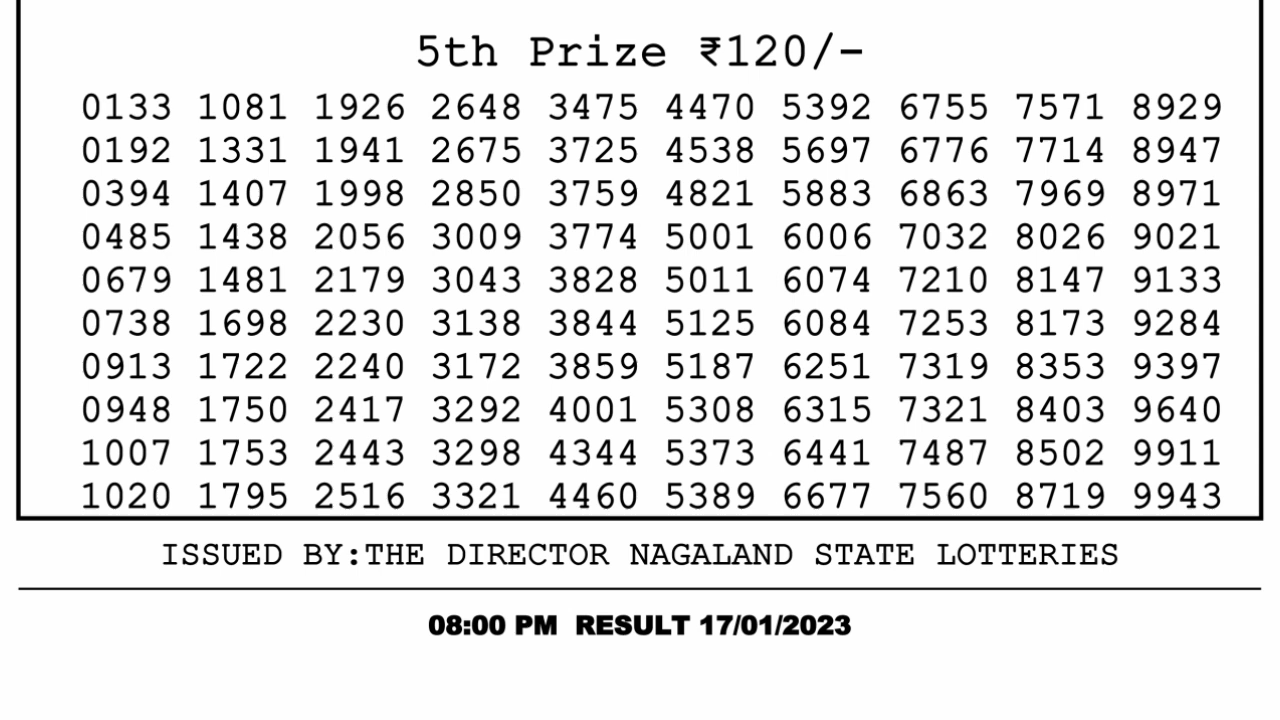 5th Prize ₹120/-
0133 1081 1926 2648 3475 4470 5392 6755 7571 8929
0192 1331 1941 2675 3725 4538 5697 6776 7714 8947
0394 1407 1998 2850 3759 4821 5883 6863 7969 8971
0485 1438 2056 3009 3774 5001 6006 7032 8026 9021
0679 1481 2179 3043 3828 5011 6074 7210 8147 9133
0738 1698 2230 3138 3844 5125 6084 7253 8173 9284
0913 1722 2240 3172 3859 5187 6251 7319 8353 9397
0948 1750 2417 3292 4001 5308 6315 7321 8403 9640
1007 1753 2443 3298 4344 5373 6441 7487 8502 9911
1020 1795 2516 3321 4460 5389 6677 7560 8719 9943
ISSUED BY:THE DIRECTOR NAGALAND STATE LOTTERIES
08:00 PM RESULT 17/01/2023